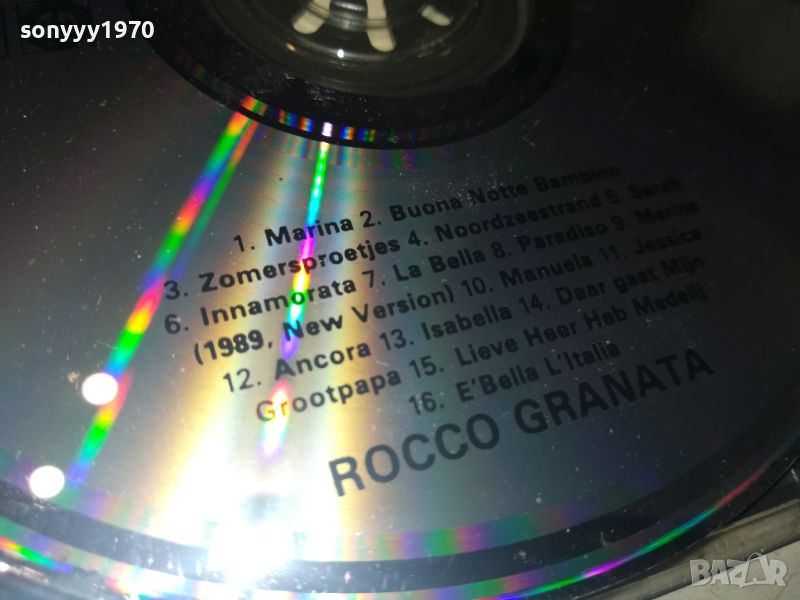 sonyyy1970
1. Marina 2. Buona Notte Bambino
3. Zomersproetjes 4. Noordzeestrand 5. Sarah
6. Innamorata 7. La Bella 8. Paradiso 9. Marina
(1989, New Version) 10. Manuela 11. Jessica
12. Ancora 13. Isabella 14. Daar gaat Mijn
Grootpapa 15. Lieve Heer Heb Medelij
16. E'Bella L'Italia
ROCCO GRANATA
BAZAR